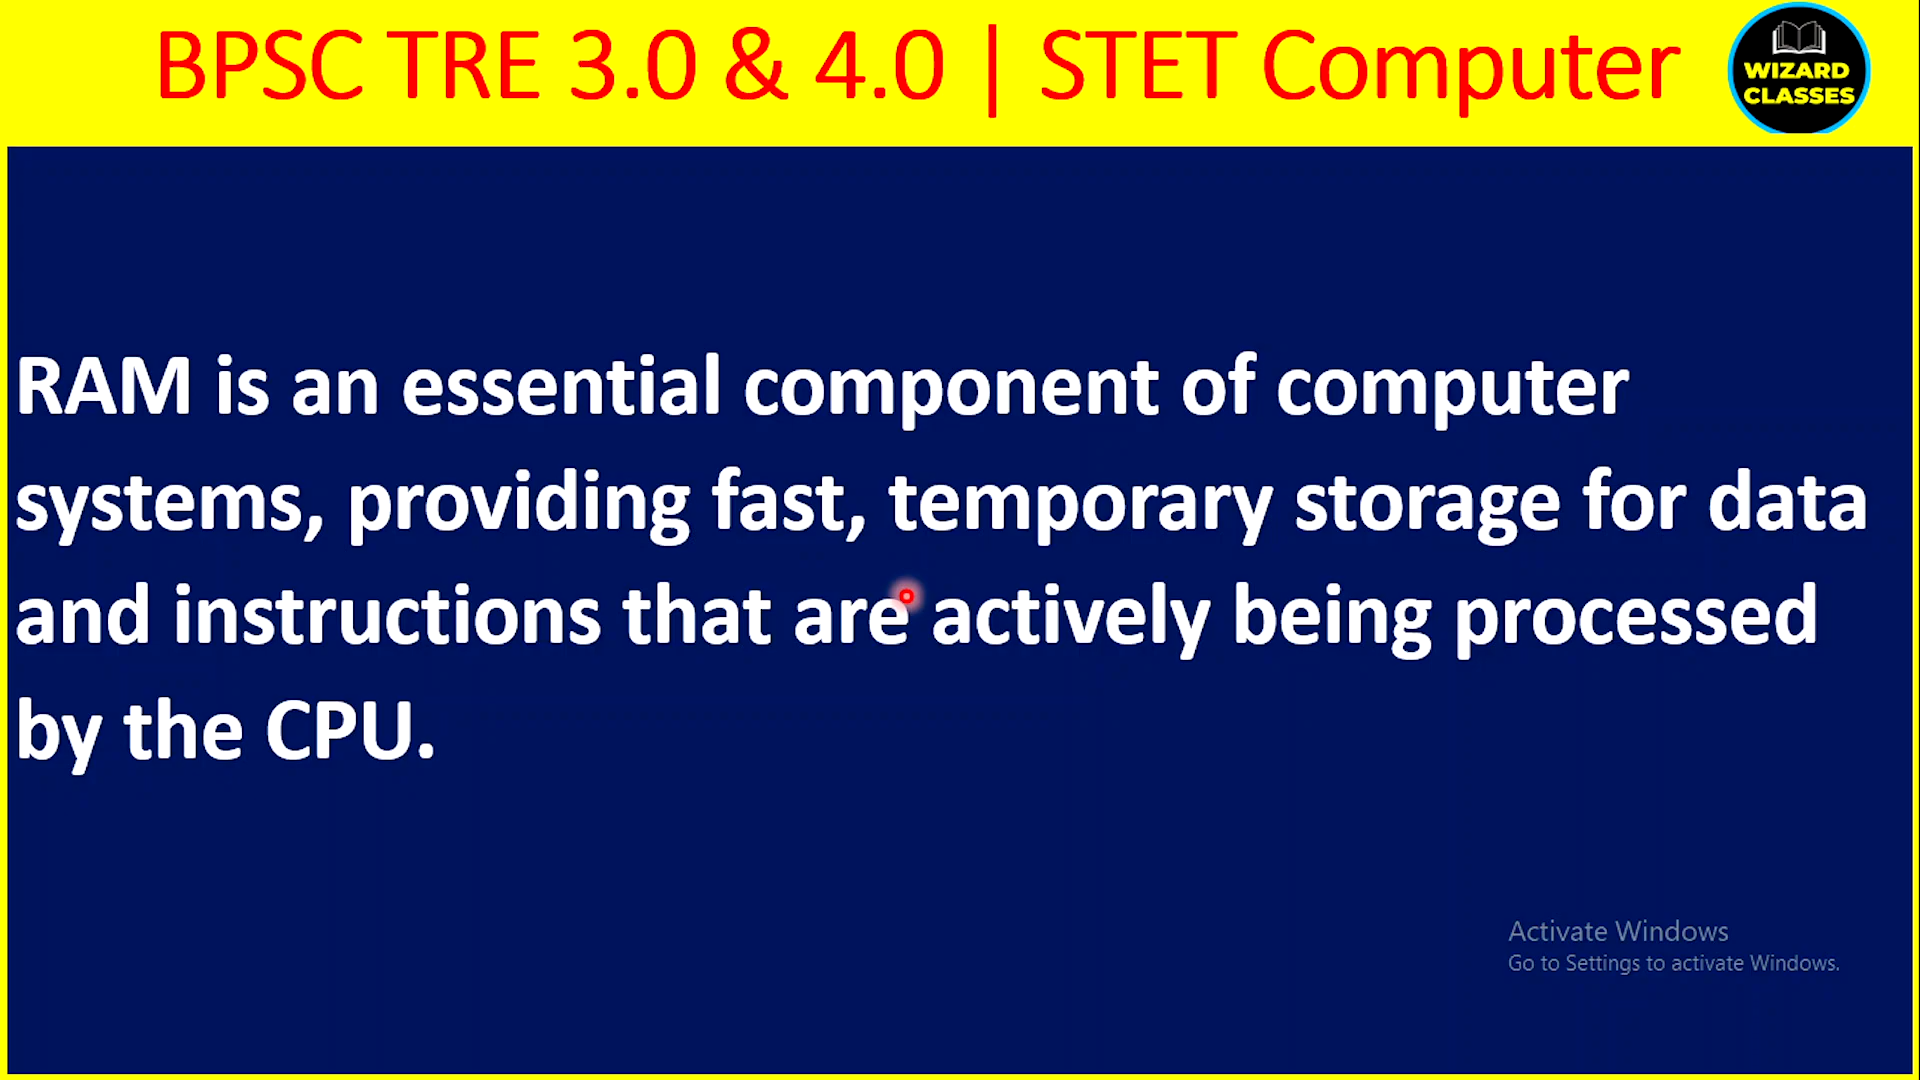 BPSC TRE 3.0 & 4.0 | STET Computer
WIZARD
CLASSES
RAM is an essential component of computer
systems, providing fast, temporary storage for data
and instructions that are actively being processed
by the CPU.
Activate Windows
Go to Settings to activate Windows.